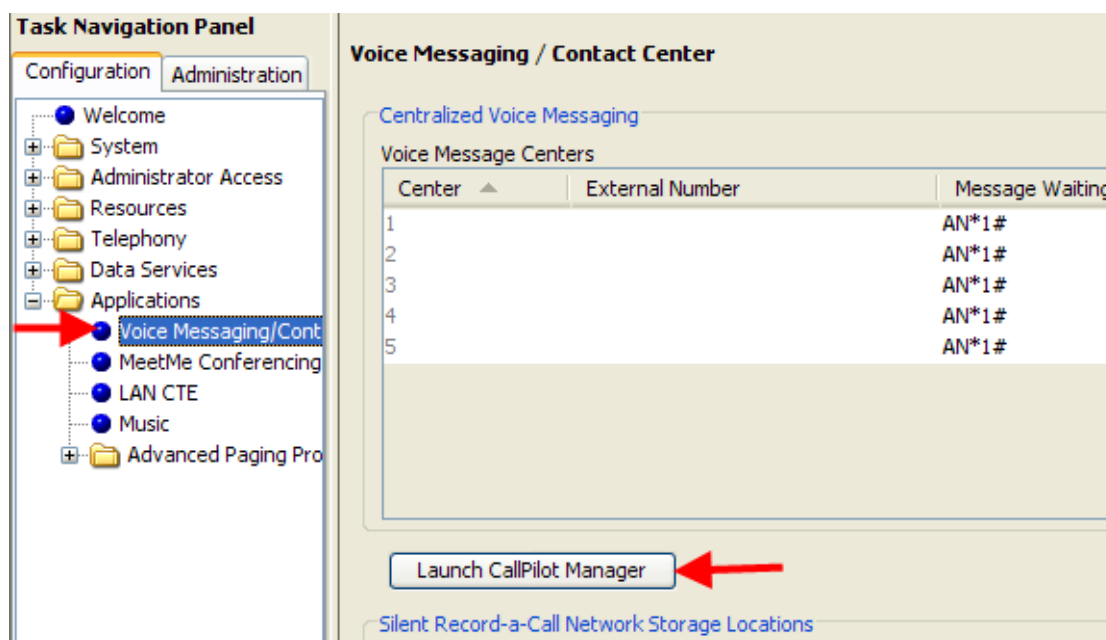 Task Navigation Panel
Configuration
Administration
Welcome
System
Administrator Access
Resources
Telephony
Data Services
Applications
Voice Messaging/Cont
MeetMe Conferencing
LAN CTE
Music
Advanced Paging Pro
Voice Messaging / Contact Center
Centralized Voice Messaging
Voice Message Centers
Center External Number Message Waiting
1 AN*1#
2 AN*1#
3 AN*1#
4 AN*1#
5 AN*1#
Launch CallPilot Manager
Silent Record-a-Call Network Storage Locations